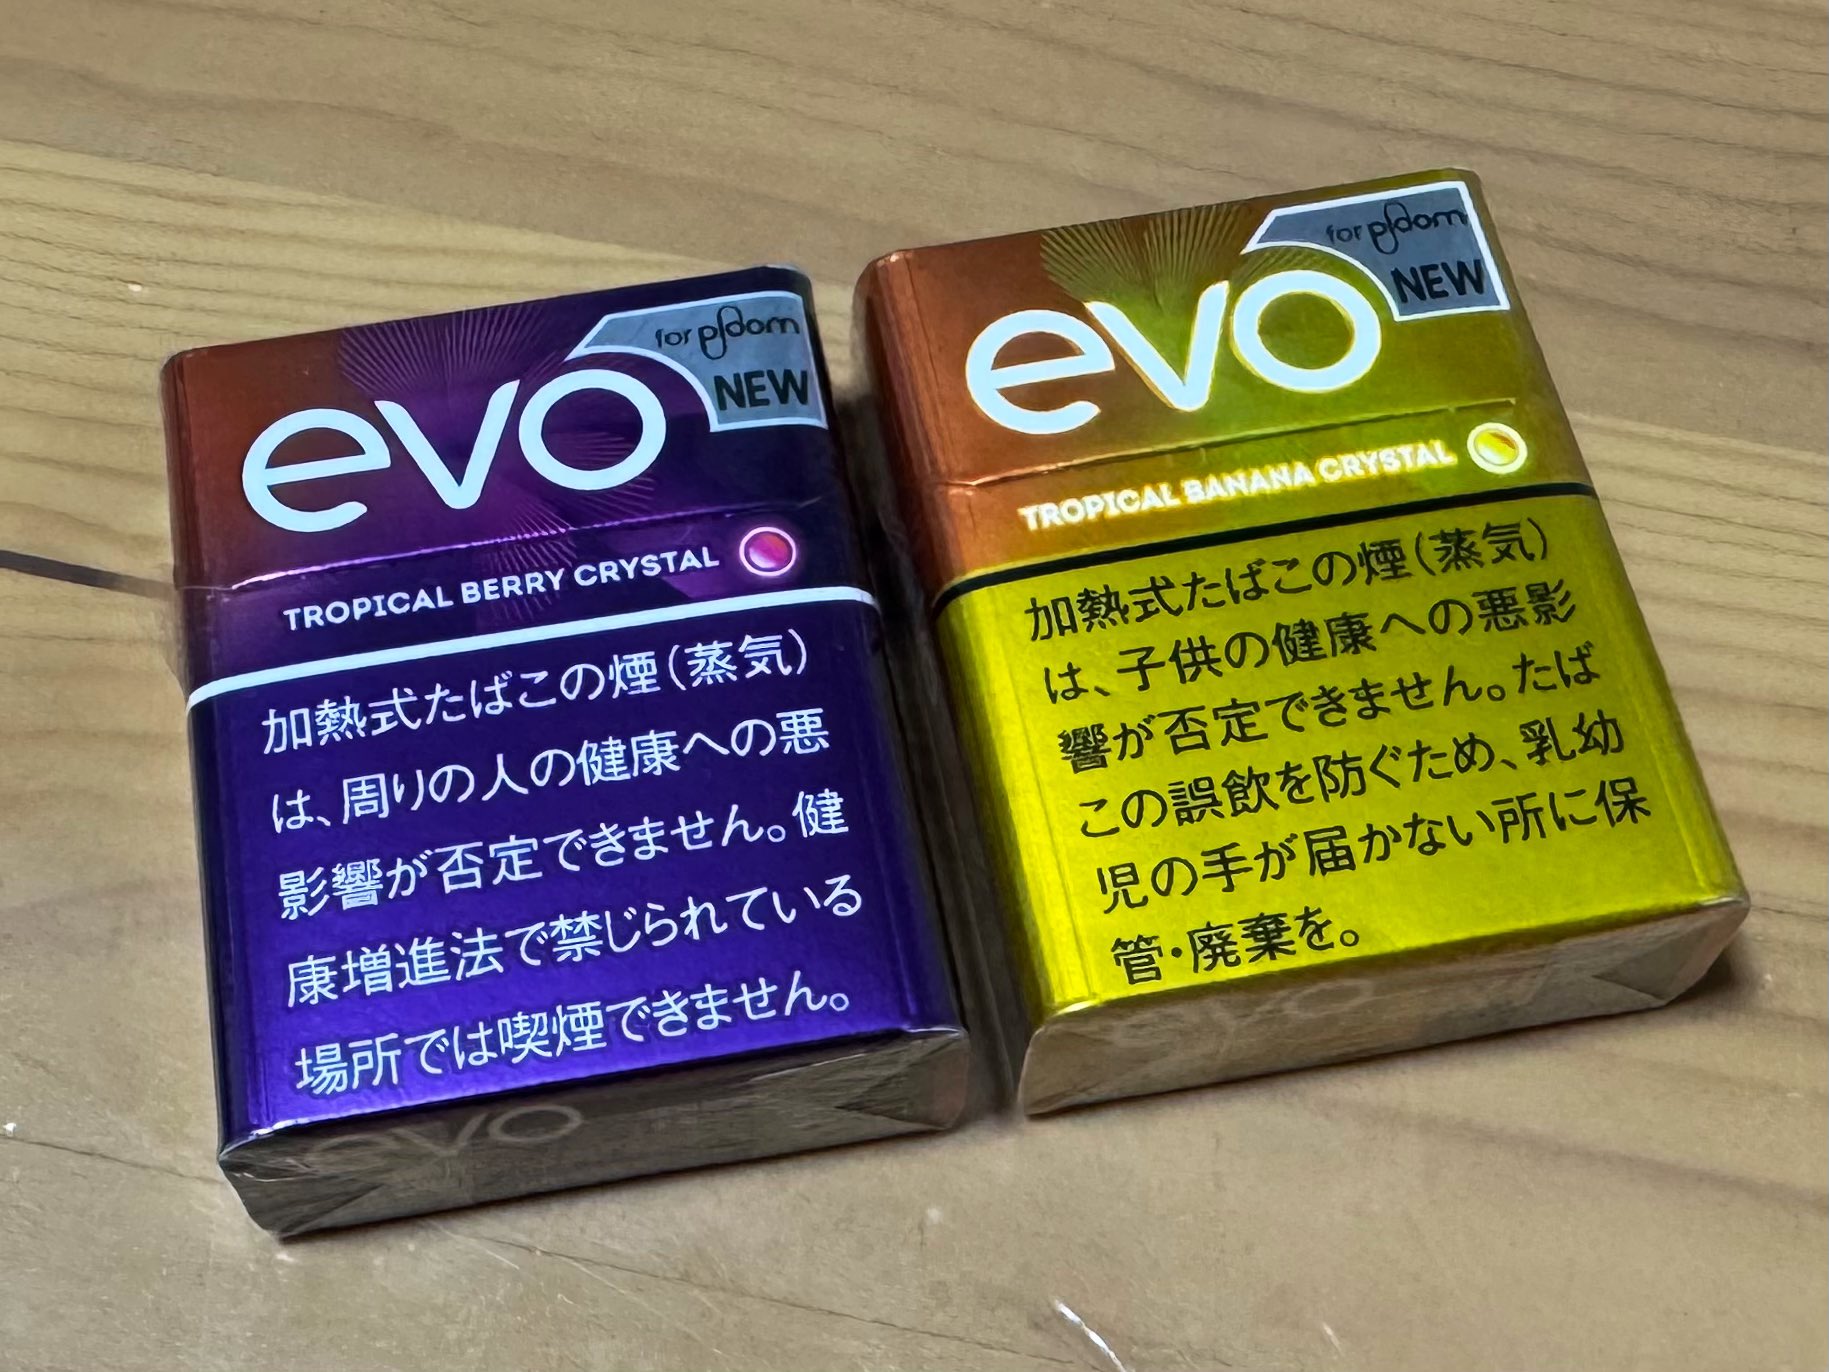 for ploom
NEW
evo
TROPICAL BERRY CRYSTAL
加熱式たばこの煙(蒸気)
は、周りの人の健康への悪
影響が否定できません。健
康増進法で禁じられている
場所では喫煙できません。
evo
for ploom
NEW
evo
TROPICAL BANANA CRYSTAL
加熱式たばこの煙(蒸気)
は、子供の健康への悪影
響が否定できません。たば
この誤飲を防ぐため、乳幼
児の手が届かない所に保
管・廃棄を。
evo